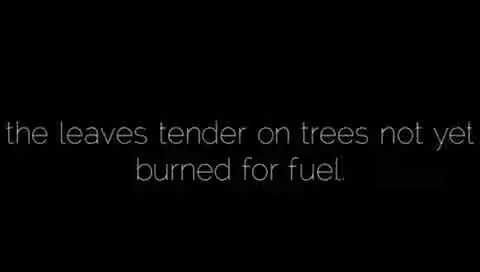 the leaves tender on trees not yet
burned for fuel.